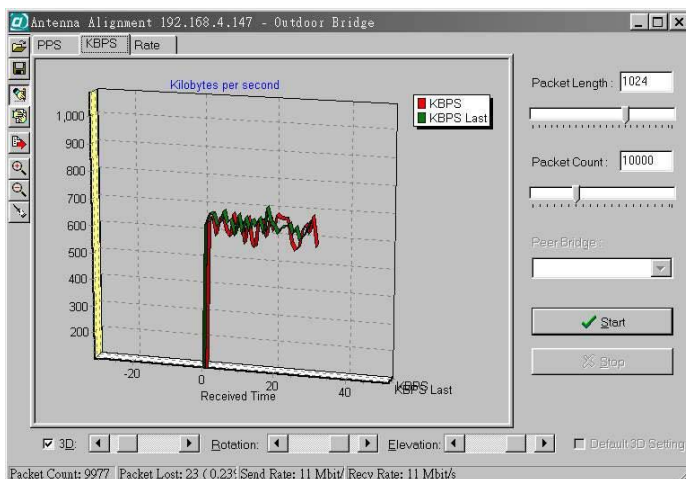 Antenna Alignment 192.168.4.147 - Outdoor Bridge
PPS
KBPS
Rate
Kilobytes per second
KBPS
KBPS Last
1,000
900
800
700
600
500
400
300
200
-20
0
20
40
Received Time
KBPS
KBPS Last
Packet Length : 1024
Packet Count : 10000
Peer Bridge :
Start
Stop
3D:
Rotation:
Elevation:
Default 3D Setting
Packet Count: 9977
Packet Lost: 23 ( 0.23%
Send Rate: 11 Mbit/
Recv Rate: 11 Mbit/s